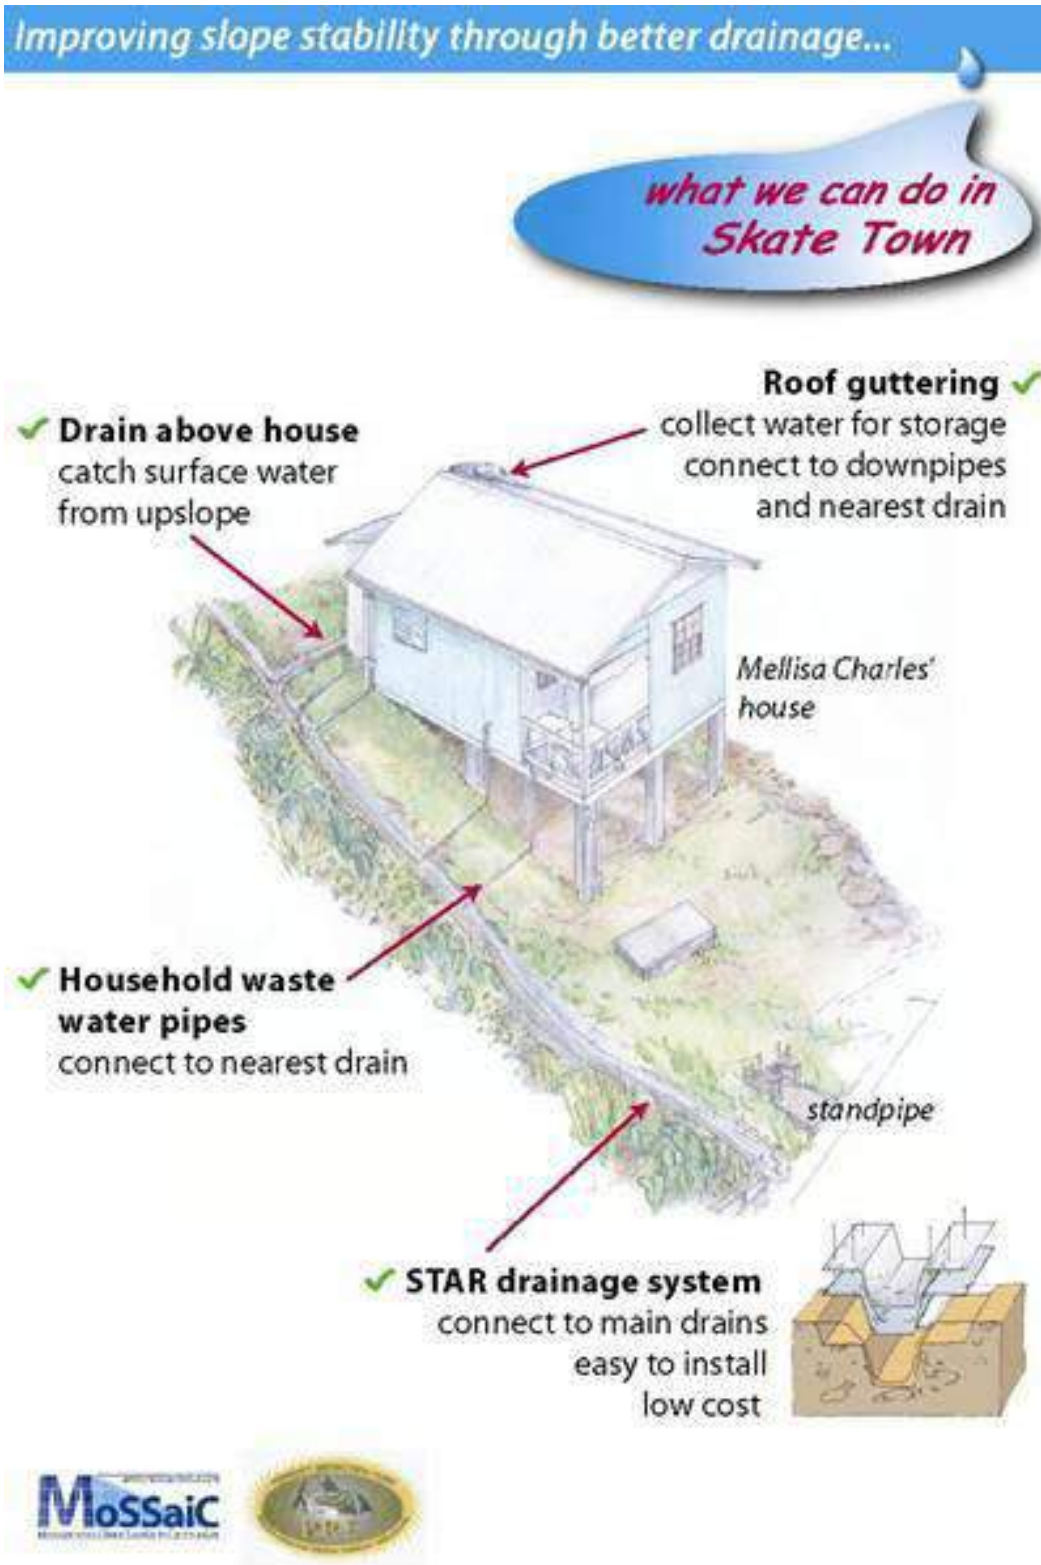 Improving slope stability through better drainage...
what we can do in
Skate Town
Roof guttering
collect water for storage
connect to downpipes
and nearest drain
Drain above house
catch surface water
from upslope
Mellisa Charles'
house
Household waste
water pipes
connect to nearest drain
standpipe
STAR drainage system
connect to main drains
easy to install
low cost
MoSSaiC